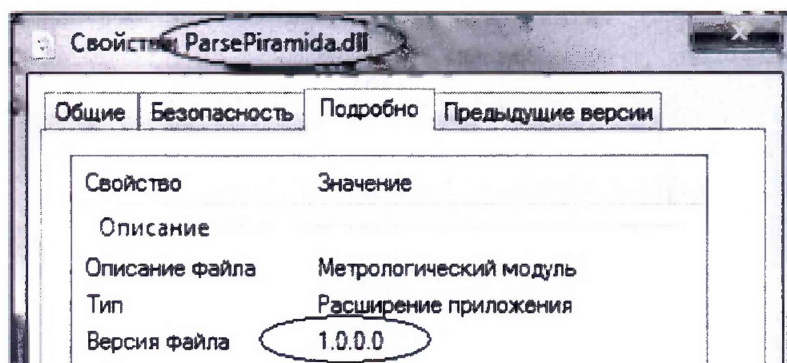 Свойства: ParsePiramida.dll
Общие Безопасность Подробно Предыдущие версии
Свойство Значение
Описание
Описание файла Метрологический модуль
Тип Расширение приложения
Версия файла 1.0.0.0